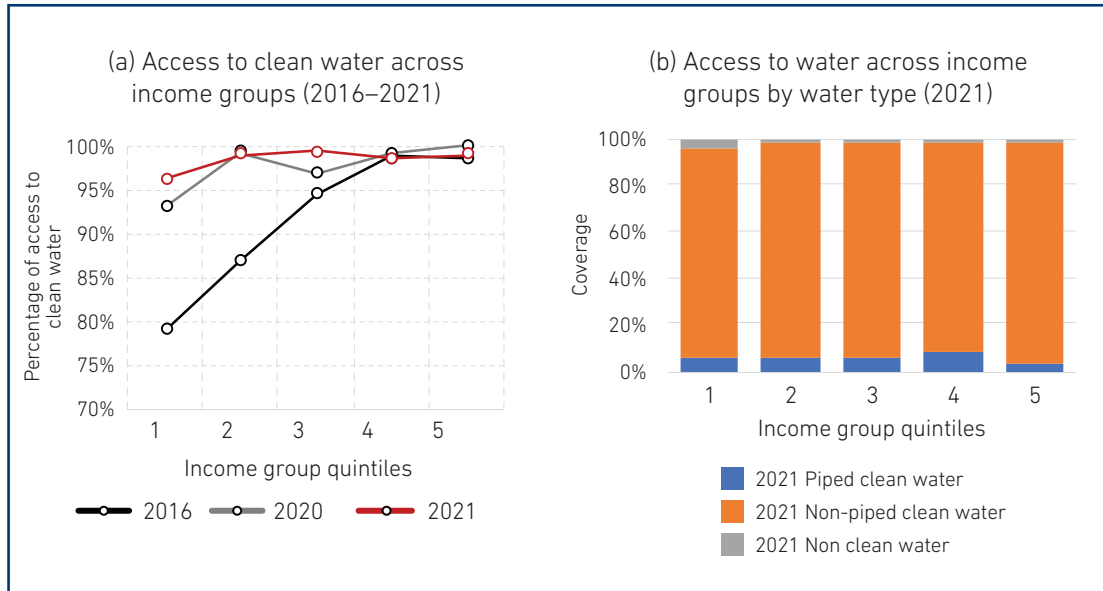 (a) Access to clean water across
income groups (2016–2021)
Percentage of access to
clean water
100%
95%
90%
85%
80%
75%
70%
1 2 3 4 5
Income group quintiles
2016 2020 2021
(b) Access to water across income
groups by water type (2021)
Coverage
100%
80%
60%
40%
20%
0%
1 2 3 4 5
Income group quintiles
2021 Piped clean water
2021 Non-piped clean water
2021 Non clean water